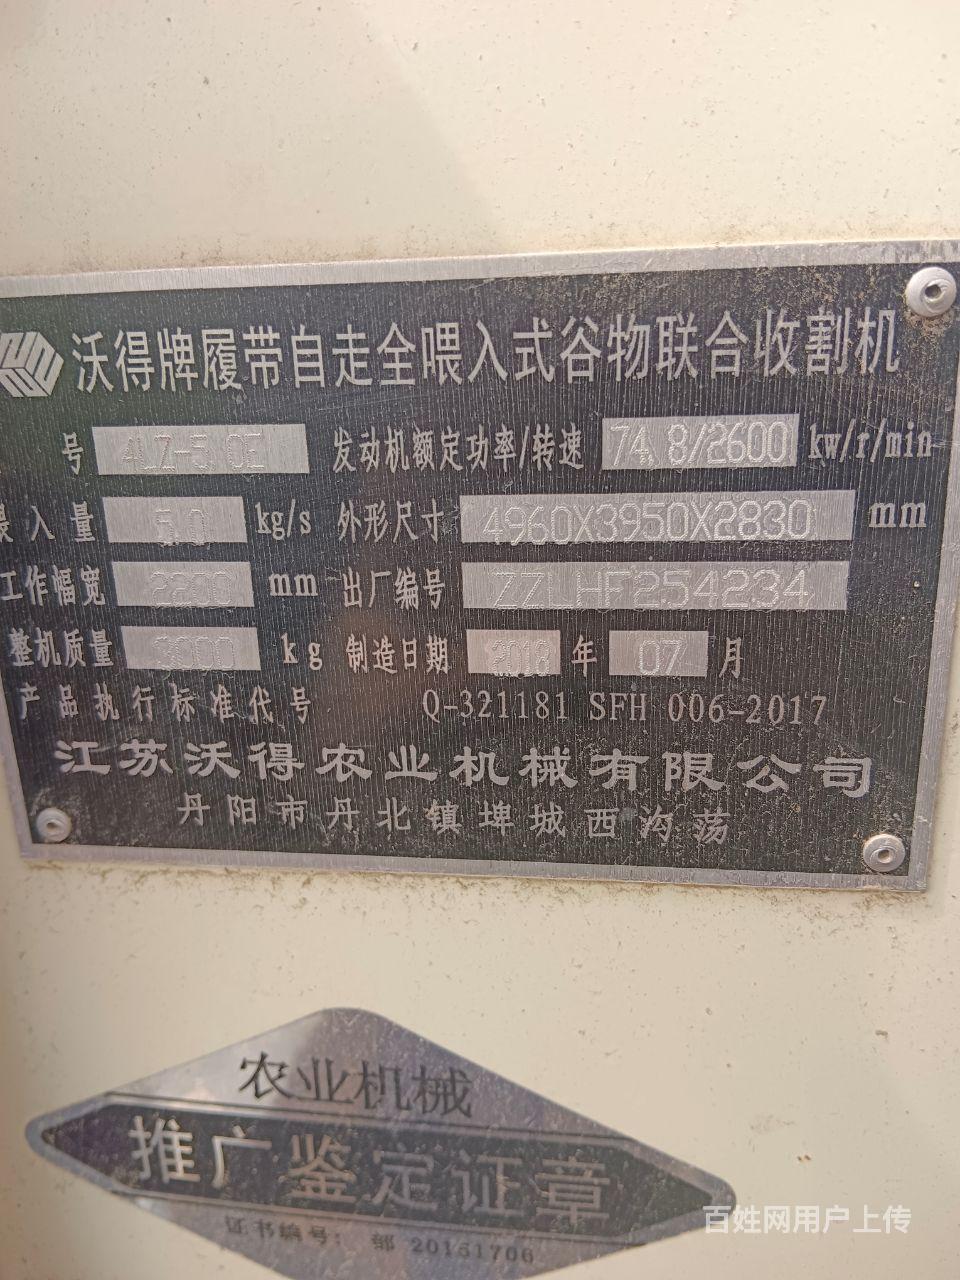 沃得牌履带自走全喂入式谷物联合收割机
号 4LZ-5.0E 发动机额定功率/转速 74.8/2600 kw/r/min
喂入量 5.0 kg/s 外形尺寸 4960X3950X2830 mm
工作幅宽 2200 mm 出厂编号 ZZLHF254234
整机质量 kg 制造日期 2018 年 07 月
产品执行标准代号 Q-321181 SFH 006-2017
江苏沃得农业机械有限公司
丹阳市丹北镇埤城西沟荡
农业机械
推广鉴定证章
证书编号: 部 20151706
百姓网用户上传